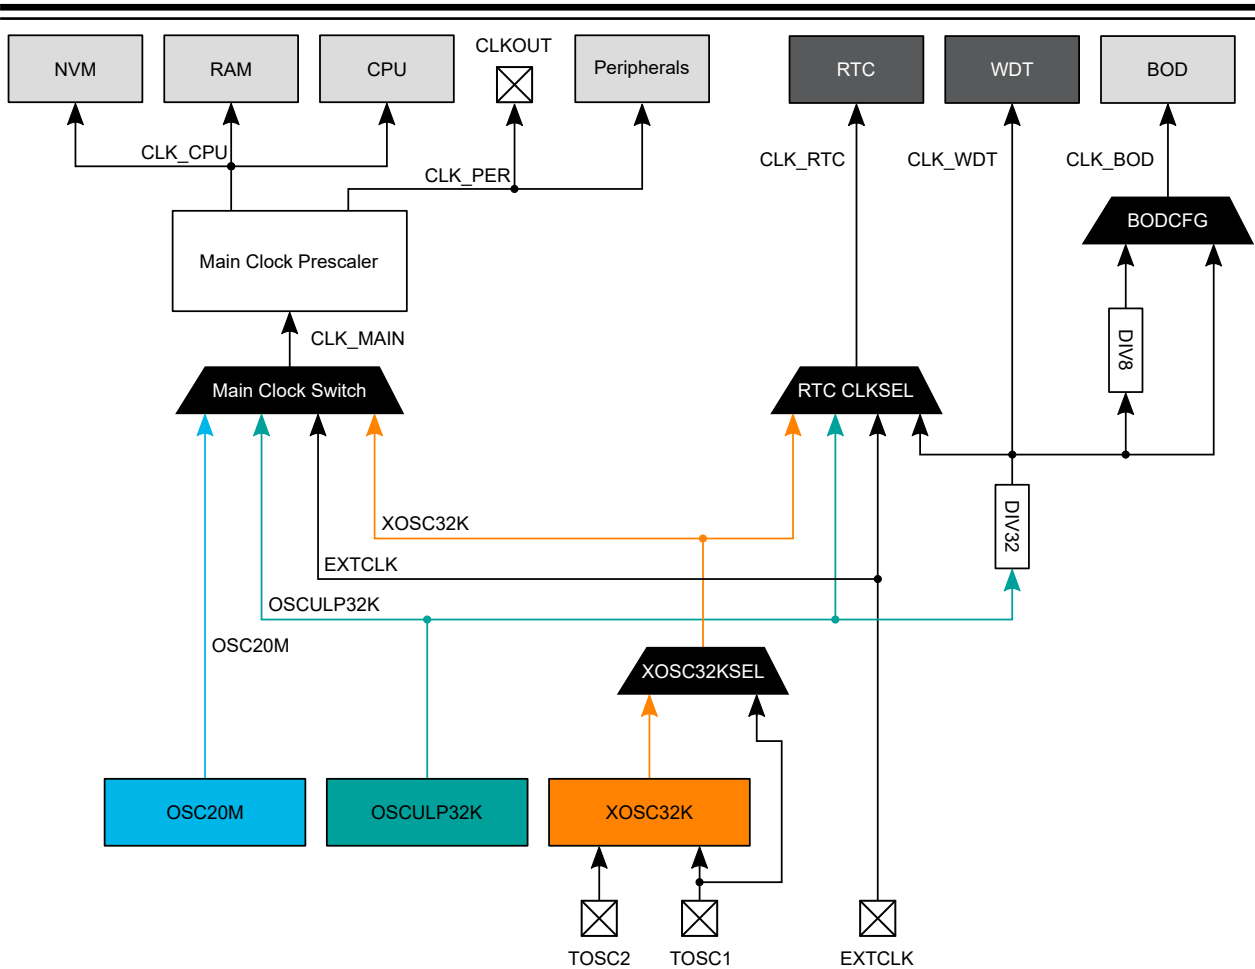 CLKOUT
NVM
RAM
CPU
Peripherals
RTC
WDT
BOD
CLK_CPU
CLK_PER
CLK_RTC
CLK_WDT
CLK_BOD
BODCFG
Main Clock Prescaler
CLK_MAIN
DIV8
Main Clock Switch
RTC CLKSEL
XOSC32K
DIV32
EXTCLK
OSCULP32K
OSC20M
XOSC32KSEL
OSC20M
OSCULP32K
XOSC32K
TOSC2
TOSC1
EXTCLK